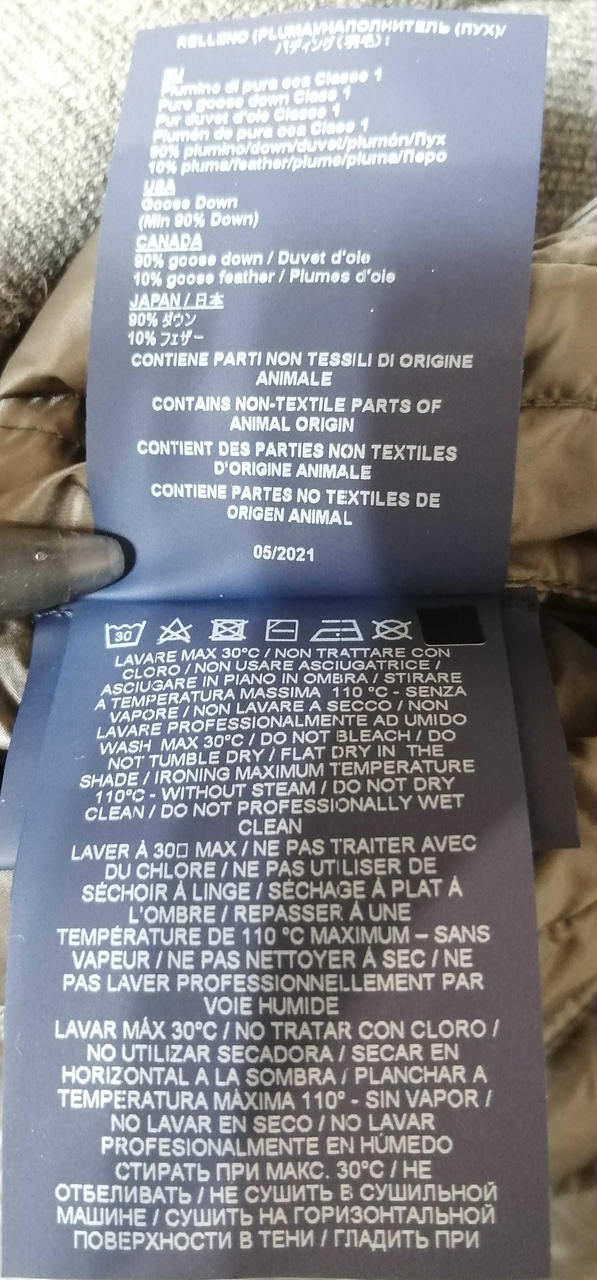 RELLENO (PLUMA)/НАПОЛНИТЕЛЬ (ПУХ)/
パディング(羽毛):
EU
Piumino di pura oca Classe 1
Pure goose down Class 1
Pur duvet d'oie Classe 1
Plumón de pura oca Classe 1
90% piumino/down/duvet/plumón/Пух
10% piuma/feather/plume/pluma/Перо
USA
Goose Down
(Min 90% Down)
CANADA
90% goose down / Duvet d'oie
10% goose feather / Plumes d'oie
JAPAN / 日本
90% ダウン
10% フェザー
CONTIENE PARTI NON TESSILI DI ORIGINE
ANIMALE
CONTAINS NON-TEXTILE PARTS OF
ANIMAL ORIGIN
CONTIENT DES PARTIES NON TEXTILES
D'ORIGINE ANIMALE
CONTIENE PARTES NO TEXTILES DE
ORIGEN ANIMAL
05/2021
30
LAVARE MAX 30°C / NON TRATTARE CON
CLORO / NON USARE ASCIUGATRICE /
ASCIUGARE IN PIANO IN OMBRA / STIRARE
A TEMPERATURA MASSIMA 110 °C - SENZA
VAPORE / NON LAVARE A SECCO / NON
LAVARE PROFESSIONALMENTE AD UMIDO
WASH MAX 30°C / DO NOT BLEACH / DO
NOT TUMBLE DRY / FLAT DRY IN THE
SHADE / IRONING MAXIMUM TEMPERATURE
110°C - WITHOUT STEAM / DO NOT DRY
CLEAN / DO NOT PROFESSIONALLY WET
CLEAN
LAVER À 30□ MAX / NE PAS TRAITER AVEC
DU CHLORE / NE PAS UTILISER DE
SÉCHOIR À LINGE / SÉCHAGE À PLAT À
L'OMBRE / REPASSER À UNE
TEMPÉRATURE DE 110 °C MAXIMUM – SANS
VAPEUR / NE PAS NETTOYER À SEC / NE
PAS LAVER PROFESSIONNELLEMENT PAR
VOIE HUMIDE
LAVAR MÁX 30°C / NO TRATAR CON CLORO /
NO UTILIZAR SECADORA / SECAR EN
HORIZONTAL A LA SOMBRA / PLANCHAR A
TEMPERATURA MÁXIMA 110° - SIN VAPOR /
NO LAVAR EN SECO / NO LAVAR
PROFESIONALMENTE EN HÚMEDO
СТИРАТЬ ПРИ МАКС. 30°C / НЕ
ОТБЕЛИВАТЬ / НЕ СУШИТЬ В СУШИЛЬНОЙ
МАШИНЕ / СУШИТЬ НА ГОРИЗОНТАЛЬНОЙ
ПОВЕРХНОСТИ В ТЕНИ / ГЛАДИТЬ ПРИ